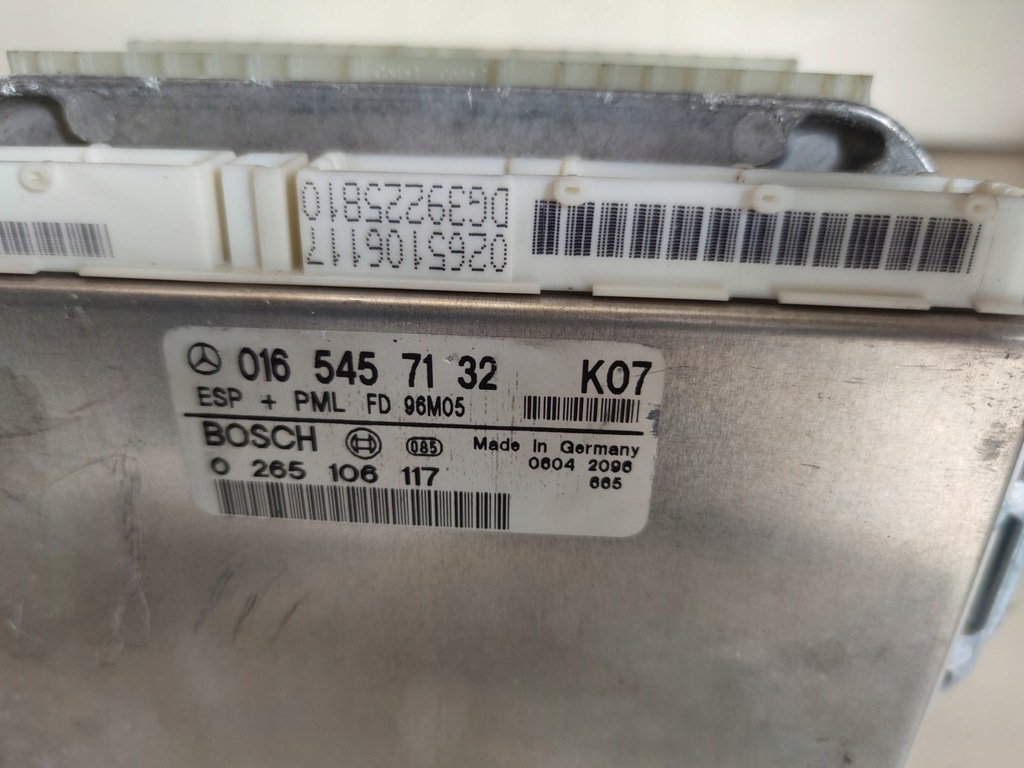 0265106117
DG39225810
016 545 71 32 K07
ESP + PML FD 96M05
BOSCH 085 Made in Germany
0 265 106 117 0604 2096
665